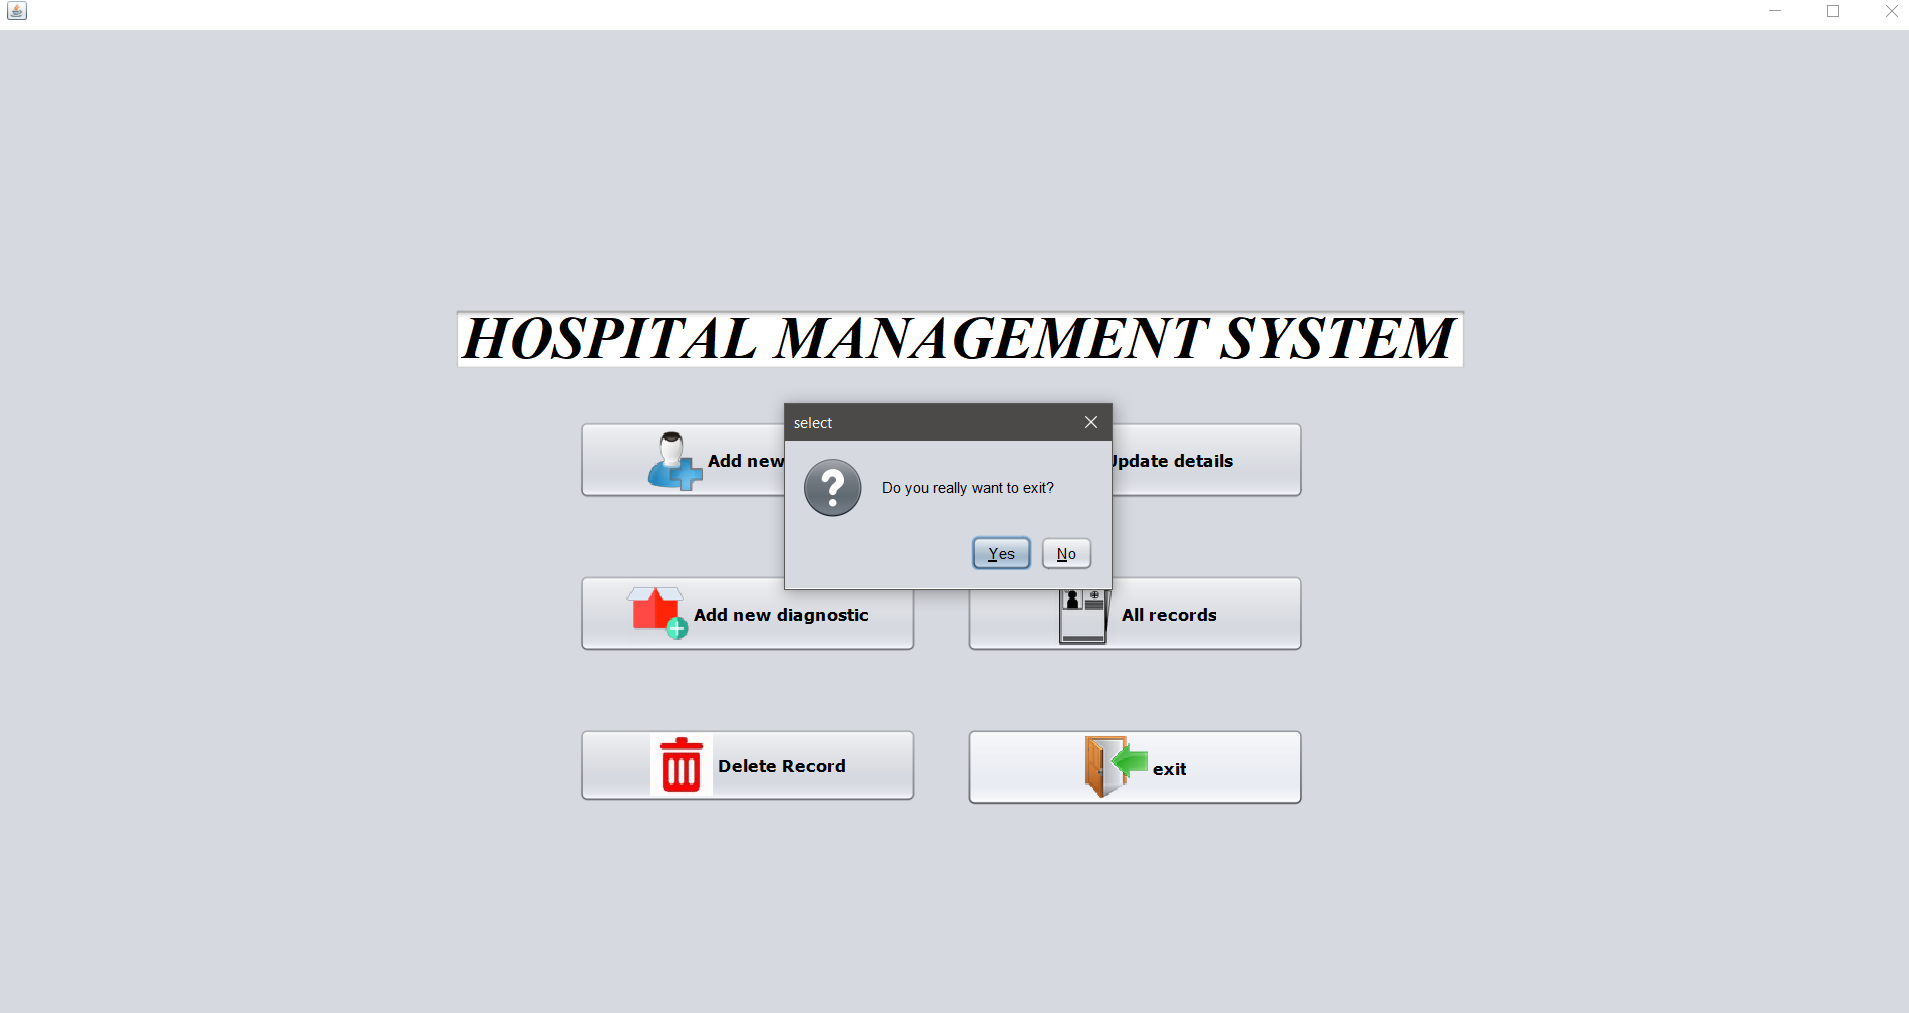 HOSPITAL MANAGEMENT SYSTEM
select
Add new
Update details
Do you really want to exit?
Yes
No
Add new diagnostic
All records
Delete Record
exit